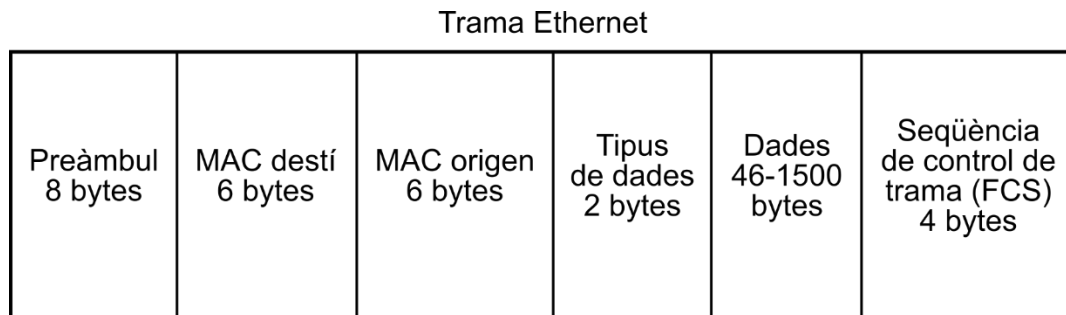 Trama Ethernet
Preàmbul
8 bytes
MAC destí
6 bytes
MAC origen
6 bytes
Tipus
de dades
2 bytes
Dades
46-1500
bytes
Seqüència
de control de
trama (FCS)
4 bytes